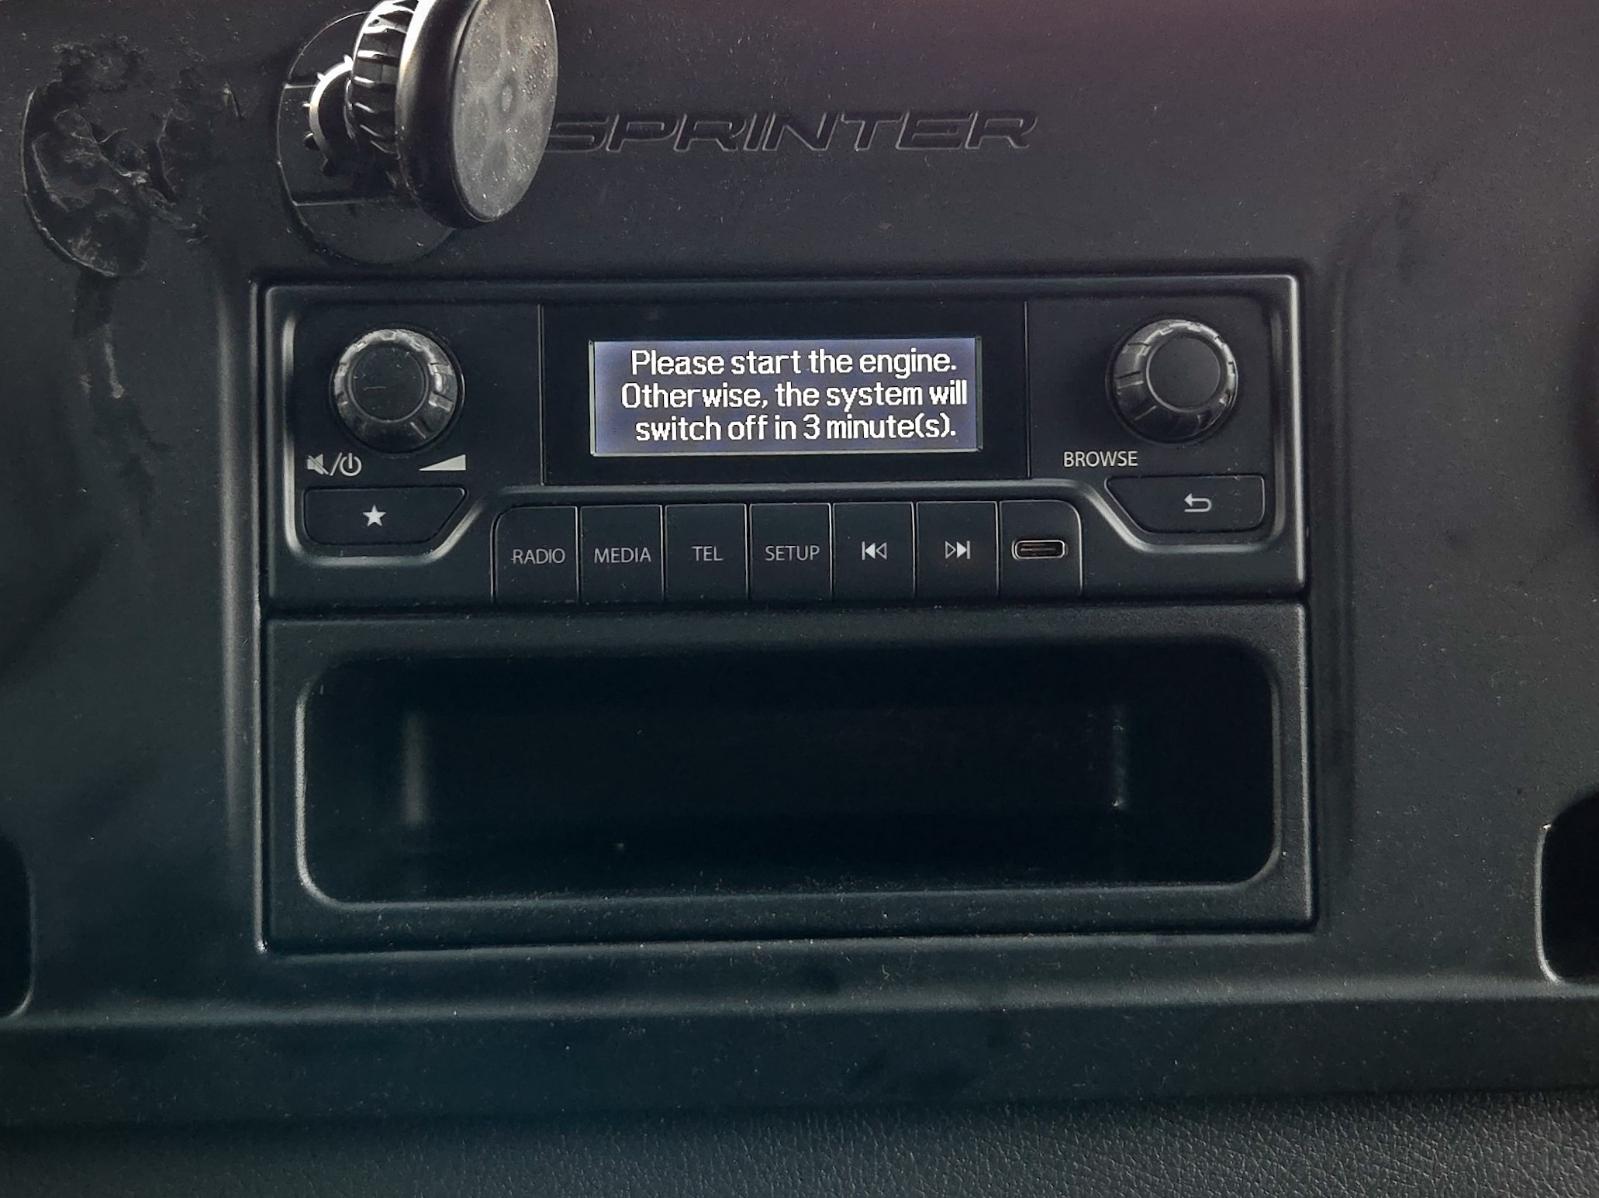 SPRINTER
Please start the engine.
Otherwise, the system will
switch off in 3 minute(s).
BROWSE
RADIO MEDIA TEL SETUP